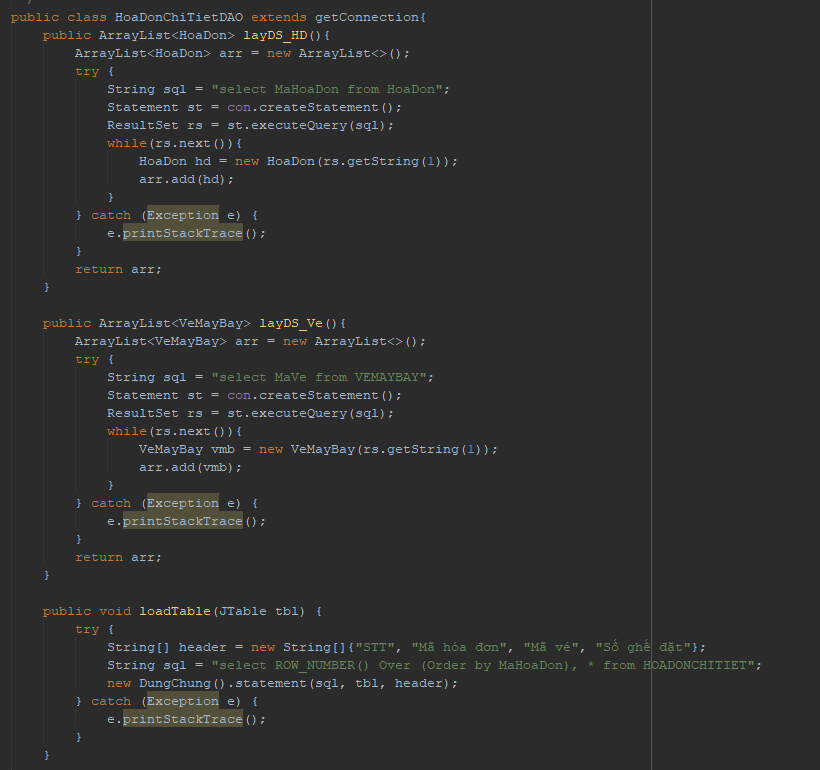 public class HoaDonChiTietDAO extends getConnection{
public ArrayList<HoaDon> layDS_HD(){
ArrayList<HoaDon> arr = new ArrayList<>();
try {
String sql = "select MaHoaDon from HoaDon";
Statement st = con.createStatement();
ResultSet rs = st.executeQuery(sql);
while(rs.next()){
HoaDon hd = new HoaDon(rs.getString(1));
arr.add(hd);
}
} catch (Exception e) {
e.printStackTrace();
}
return arr;
}
public ArrayList<VeMayBay> layDS_Ve(){
ArrayList<VeMayBay> arr = new ArrayList<>();
try {
String sql = "select MaVe from VEMAYBAY";
Statement st = con.createStatement();
ResultSet rs = st.executeQuery(sql);
while(rs.next()){
VeMayBay vmb = new VeMayBay(rs.getString(1));
arr.add(vmb);
}
} catch (Exception e) {
e.printStackTrace();
}
return arr;
}
public void loadTable(JTable tbl) {
try {
String[] header = new String[]{"STT", "Mã hóa đơn", "Mã vé", "Số ghế đặt"};
String sql = "select ROW_NUMBER() Over (Order by MaHoaDon), * from HOADONCHITIET";
new DungChung().statement(sql, tbl, header);
} catch (Exception e) {
e.printStackTrace();
}
}